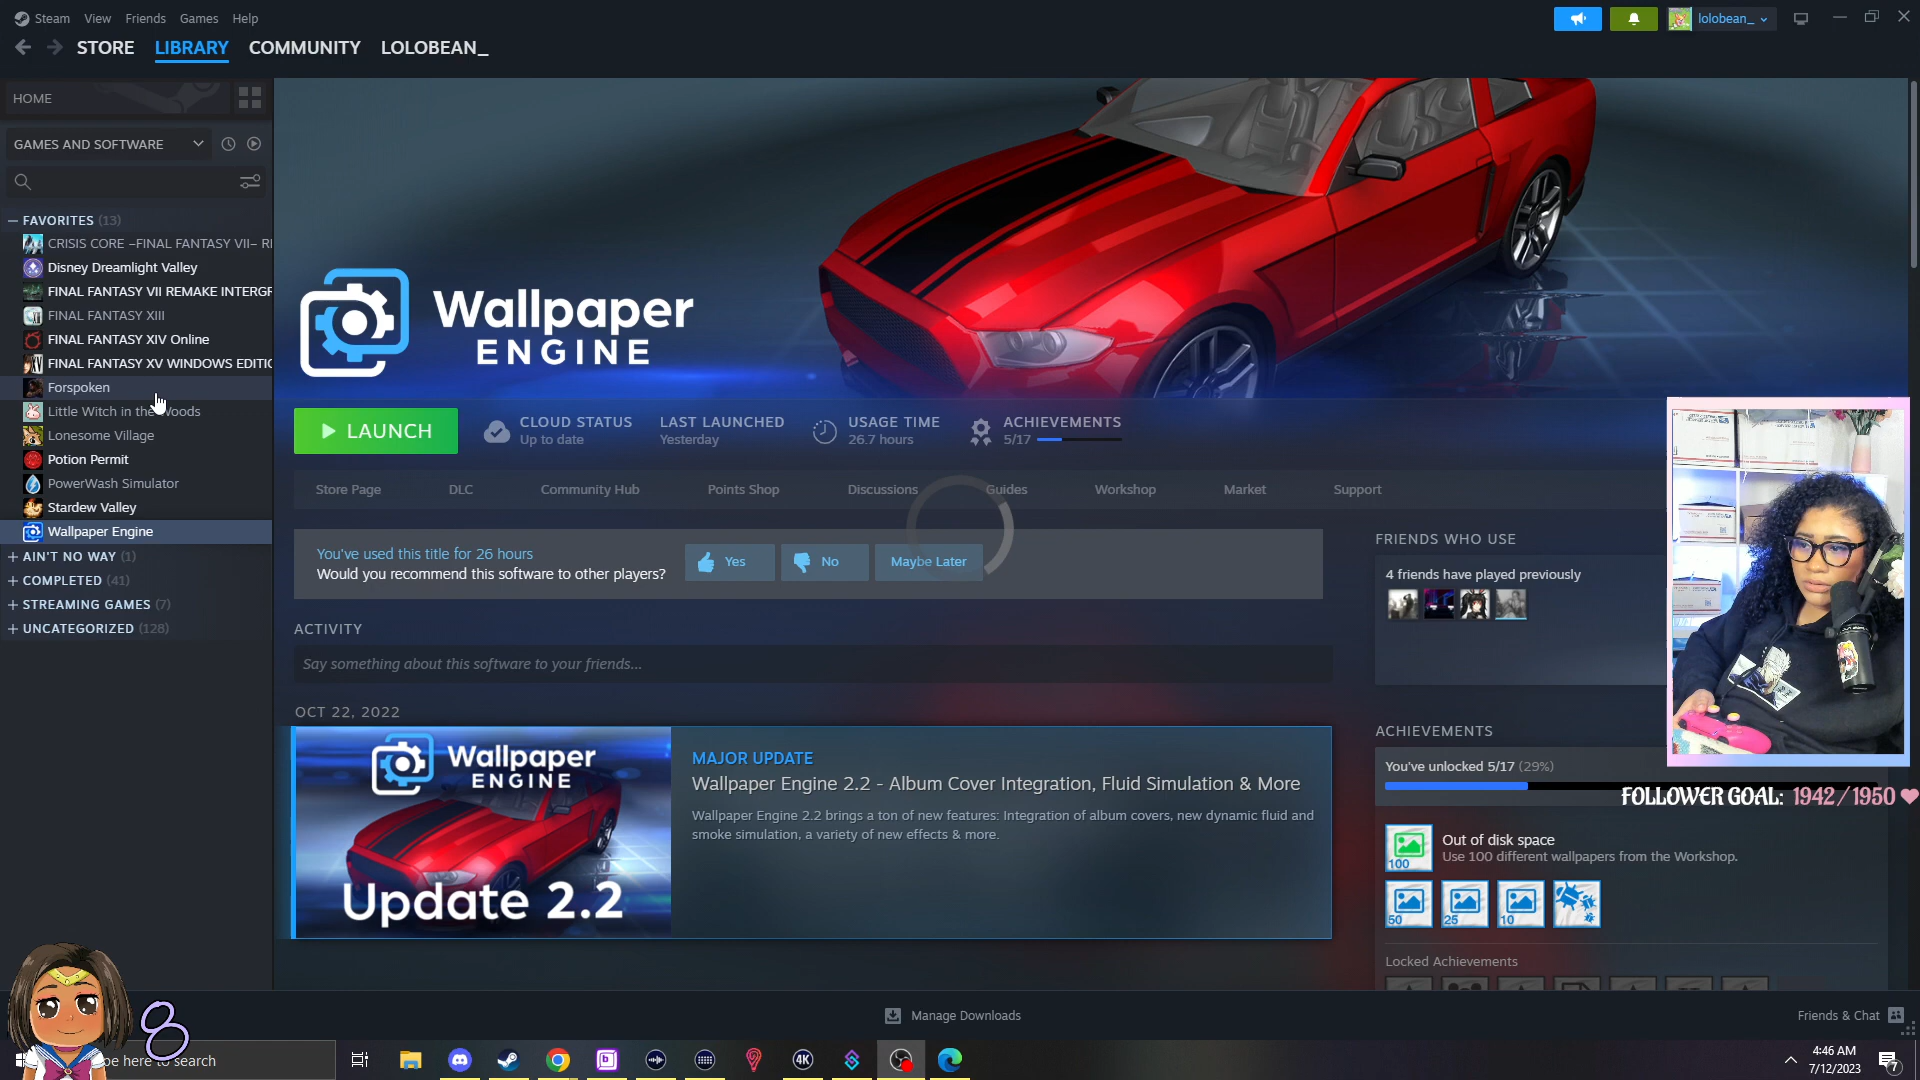 Steam View Friends Games Help
lolobean_
STORE LIBRARY COMMUNITY LOLOBEAN_
HOME
GAMES AND SOFTWARE
FAVORITES (13)
CRISIS CORE –FINAL FANTASY VII– RE
Disney Dreamlight Valley
FINAL FANTASY VII REMAKE INTERGR
FINAL FANTASY XIII
FINAL FANTASY XIV Online
FINAL FANTASY XV WINDOWS EDITIO
Forspoken
Little Witch in the Woods
Lonesome Village
Potion Permit
PowerWash Simulator
Stardew Valley
Wallpaper Engine
AIN'T NO WAY (1)
COMPLETED (41)
STREAMING GAMES (7)
UNCATEGORIZED (128)
Wallpaper
ENGINE
LAUNCH
CLOUD STATUS
Up to date
LAST LAUNCHED
Yesterday
USAGE TIME
26.7 hours
ACHIEVEMENTS
5/17
Store Page DLC Community Hub Points Shop Discussions Guides Workshop Market Support
You've used this title for 26 hours
Would you recommend this software to other players?
Yes No Maybe Later
ACTIVITY
Say something about this software to your friends...
OCT 22, 2022
Wallpaper
ENGINE
Update 2.2
MAJOR UPDATE
Wallpaper Engine 2.2 - Album Cover Integration, Fluid Simulation & More
Wallpaper Engine 2.2 brings a ton of new features: Integration of album covers, new dynamic fluid and
smoke simulation, a variety of new effects & more.
FRIENDS WHO USE
4 friends have played previously
ACHIEVEMENTS
You've unlocked 5/17 (29%)
FOLLOWER GOAL: 1942 / 1950
Out of disk space
Use 100 different wallpapers from the Workshop.
100
50 25 10
Locked Achievements
Manage Downloads
Friends & Chat
8
pe here to search
4K
4:46 AM
7/12/2023
7